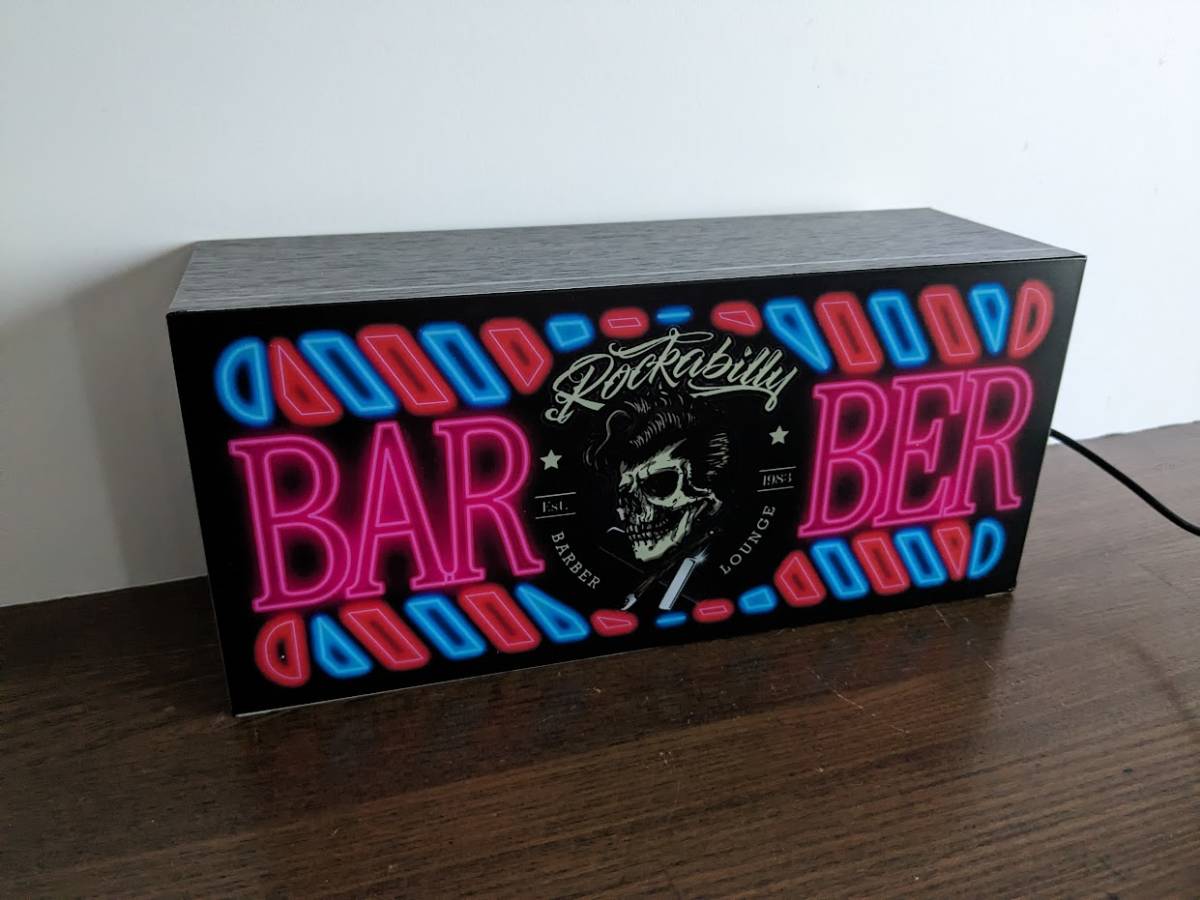 Rockabilly
BAR BER
EST. 1983
BARBER LOUNGE